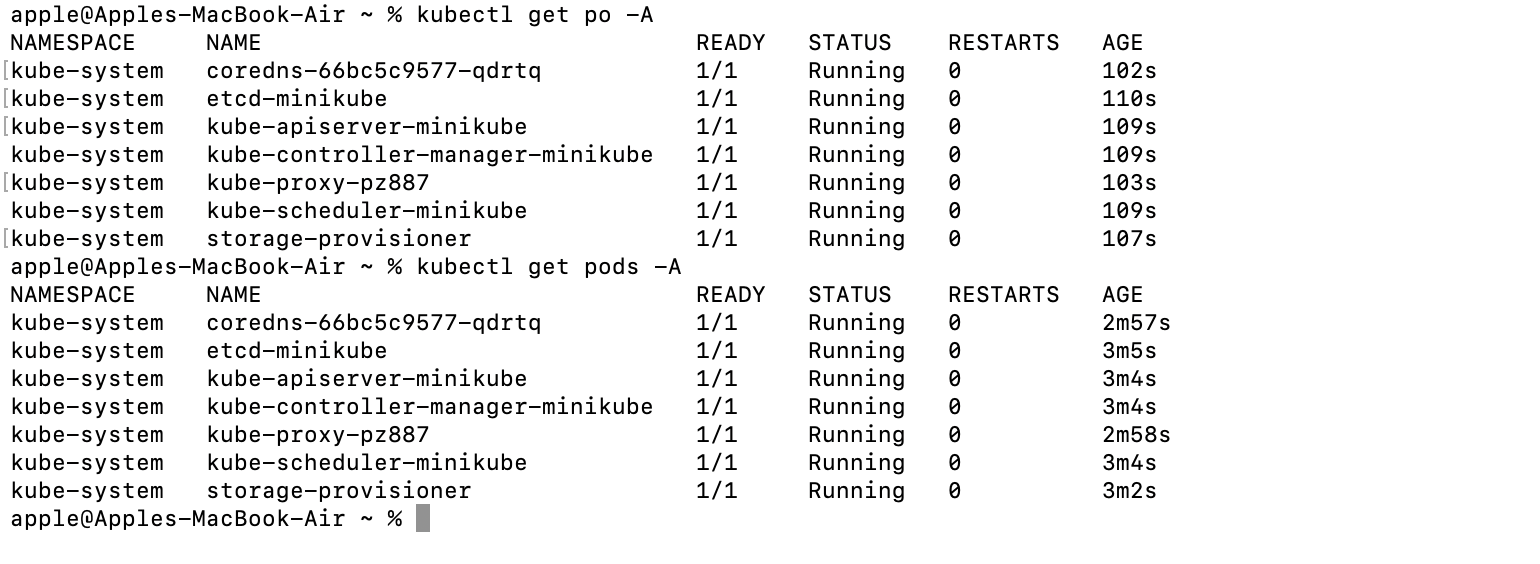 apple@Apples-MacBook-Air ~ % kubectl get po -A
NAMESPACE     NAME                               READY   STATUS    RESTARTS   AGE
[kube-system   coredns-66bc5c9577-qdrtq           1/1     Running   0          102s
[kube-system   etcd-minikube                      1/1     Running   0          110s
[kube-system   kube-apiserver-minikube            1/1     Running   0          109s
kube-system   kube-controller-manager-minikube   1/1     Running   0          109s
[kube-system   kube-proxy-pz887                   1/1     Running   0          103s
kube-system   kube-scheduler-minikube            1/1     Running   0          109s
[kube-system   storage-provisioner                1/1     Running   0          107s
apple@Apples-MacBook-Air ~ % kubectl get pods -A
NAMESPACE     NAME                               READY   STATUS    RESTARTS   AGE
kube-system   coredns-66bc5c9577-qdrtq           1/1     Running   0          2m57s
kube-system   etcd-minikube                      1/1     Running   0          3m5s
kube-system   kube-apiserver-minikube            1/1     Running   0          3m4s
kube-system   kube-controller-manager-minikube   1/1     Running   0          3m4s
kube-system   kube-proxy-pz887                   1/1     Running   0          2m58s
kube-system   kube-scheduler-minikube            1/1     Running   0          3m4s
kube-system   storage-provisioner                1/1     Running   0          3m2s
apple@Apples-MacBook-Air ~ %